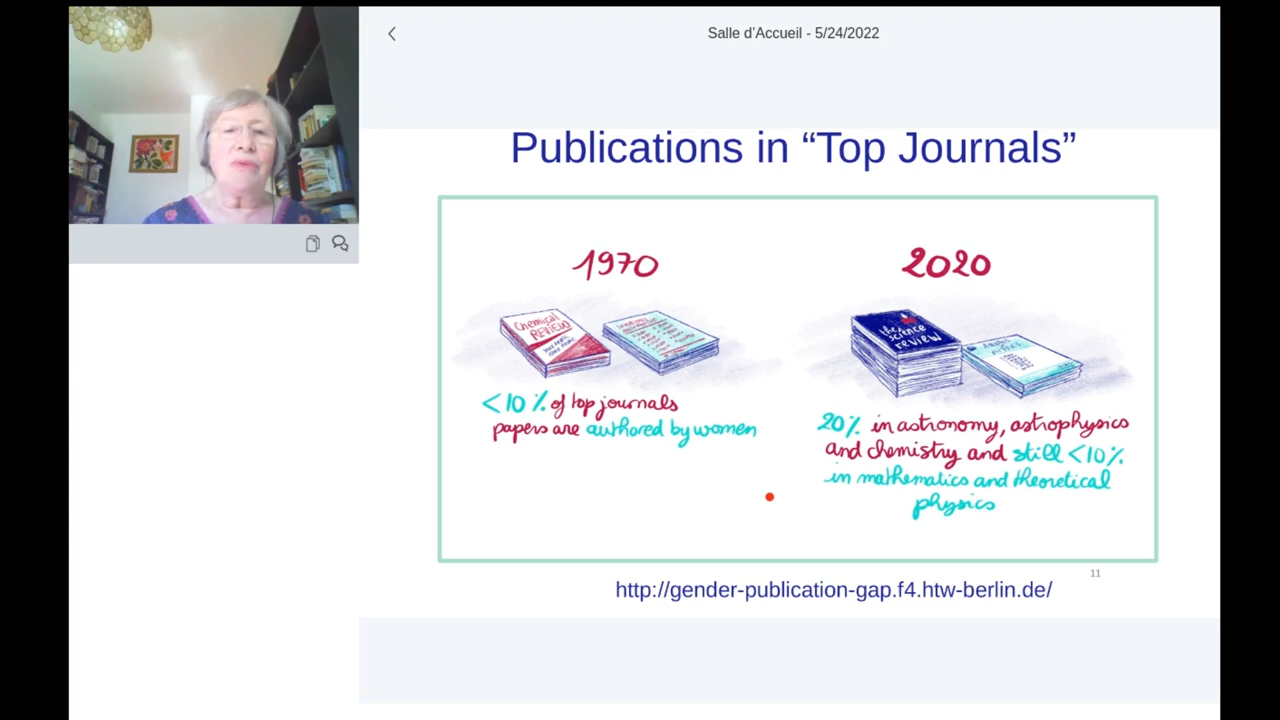 Salle d'Accueil - 5/24/2022
Publications in “Top Journals”
1970
2020
Chemical
REVIEW
the
science
review
<10% of top journals
papers are authored by women
20% in astronomy, astrophysics
and chemistry and still <10%
in mathematics and theoretical
physics
11
http://gender-publication-gap.f4.htw-berlin.de/